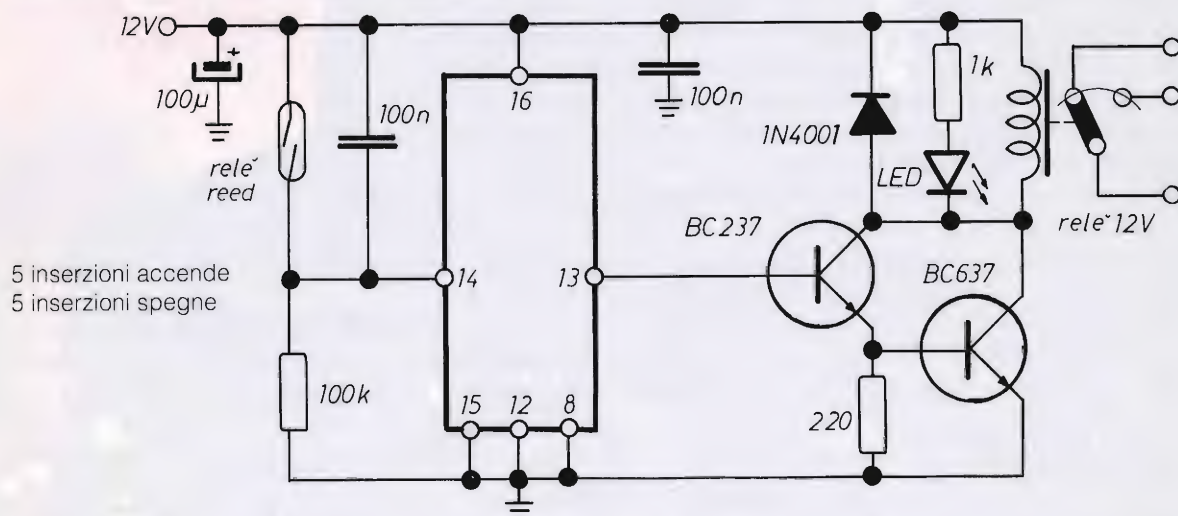 12V
+
100µ
relè
reed
100n
16
100n
1N4001
1k
LED
relè 12V
BC237
BC637
14
13
5 inserzioni accende
5 inserzioni spegne
100k
15
12
8
220